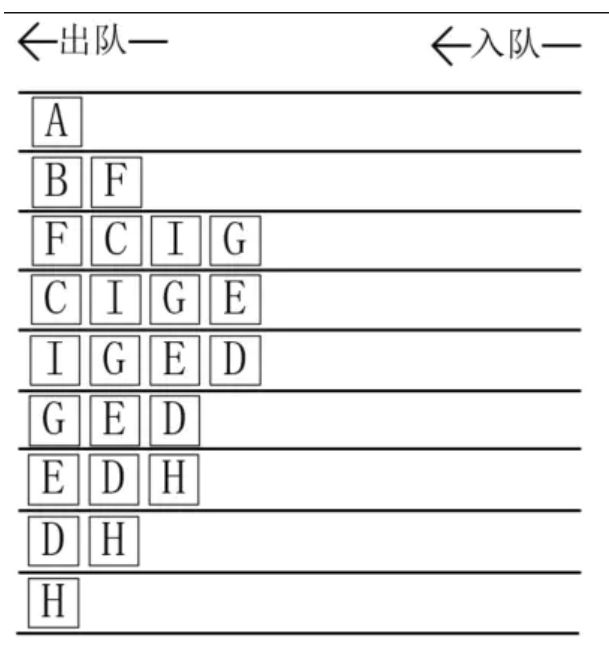 ←出队— ←入队—
A
B F
F C I G
C I G E
I G E D
G E D
E D H
D H
H